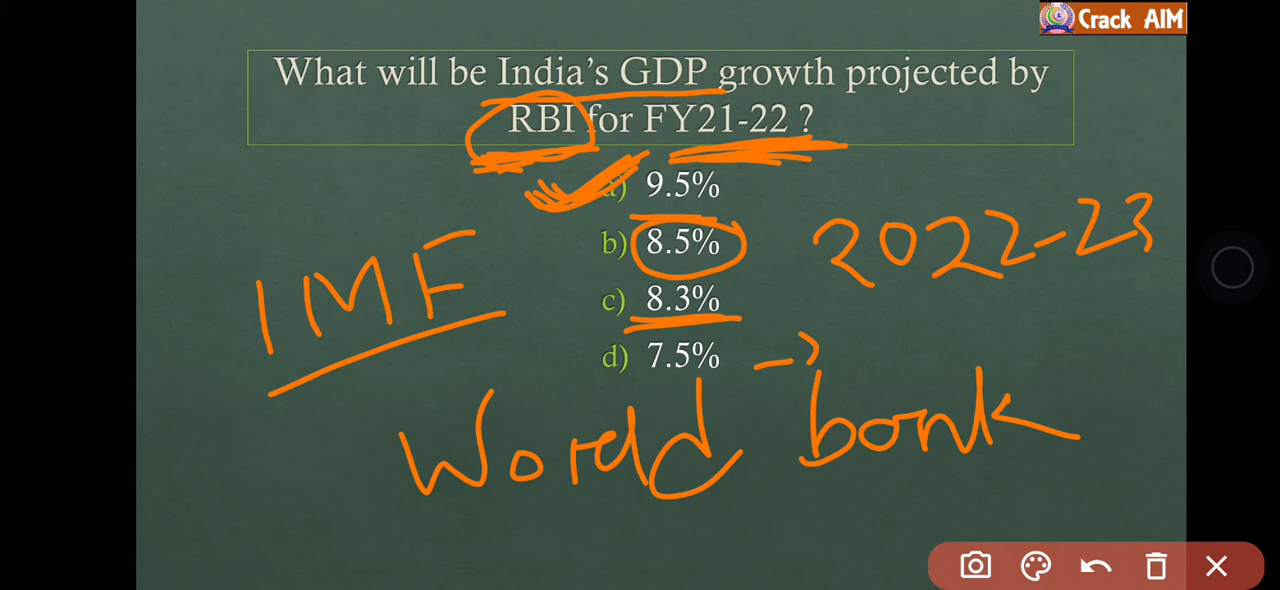 Crack AIM
What will be India's GDP growth projected by
RBI for FY21-22 ?
a) 9.5%
b) 8.5%
2022-23
c) 8.3%
IMF
d) 7.5%
World bank